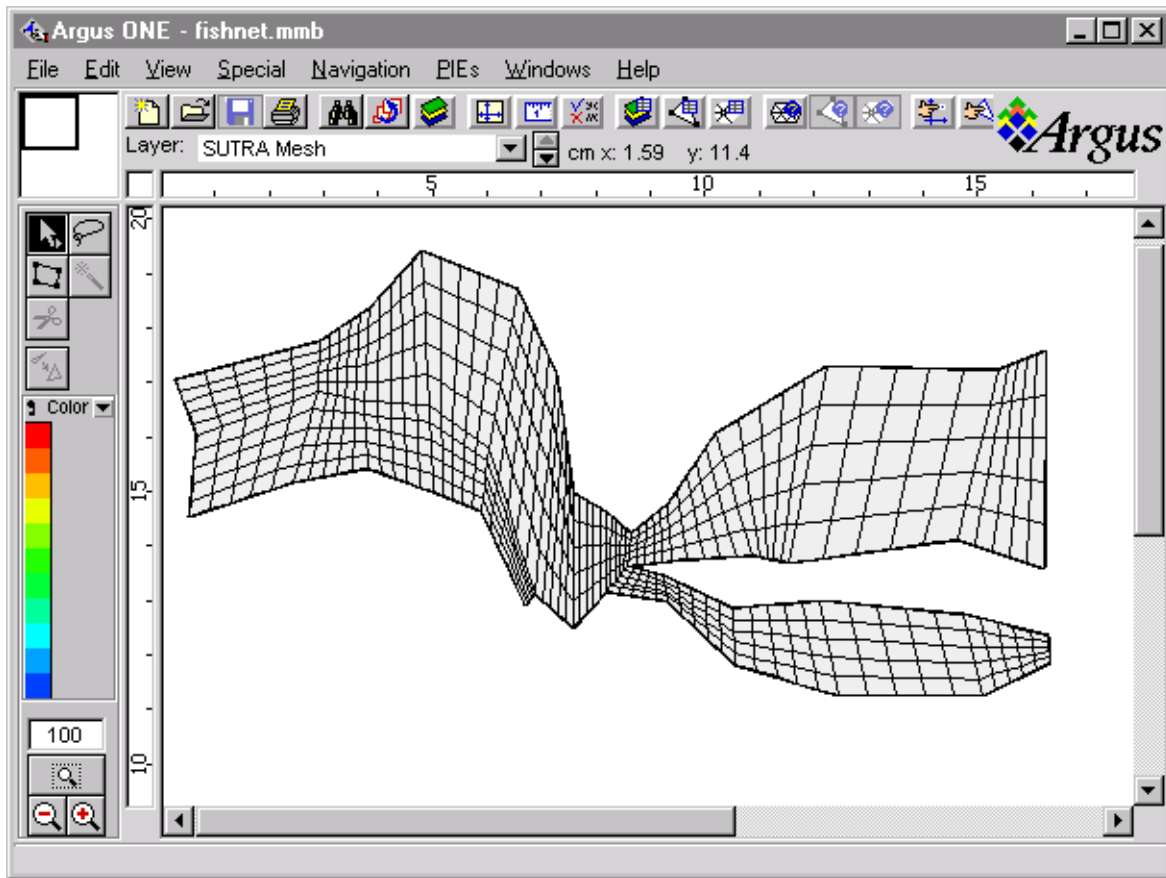 Argus ONE - fishnet.mmb
File Edit View Special Navigation PIEs Windows Help
Argus
Layer: SUTRA Mesh cm x: 1.59 y: 11.4
5 10 15
20
15
10
Color
100